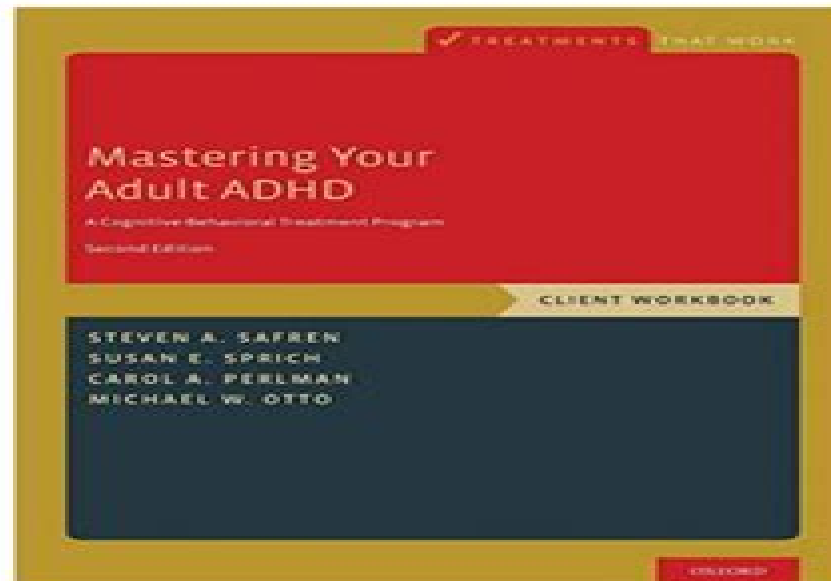 ✓ TREATMENTS THAT WORK
Mastering Your
Adult ADHD
A Cognitive Behavioral Treatment Program
Second Edition
CLIENT WORKBOOK
STEVEN A. SAFREN
SUSAN E. SPRICH
CAROL A. PERLMAN
MICHAEL W. OTTO
OXFORD